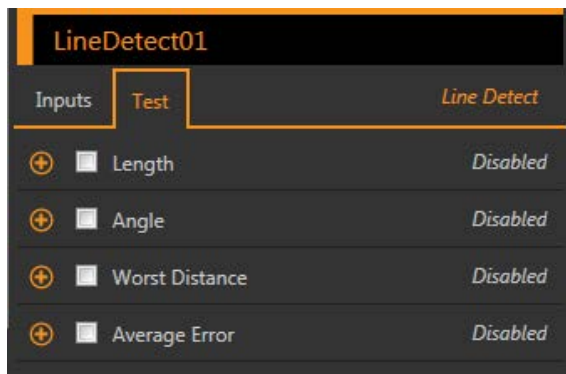 LineDetect01
Inputs Test Line Detect
Length Disabled
Angle Disabled
Worst Distance Disabled
Average Error Disabled